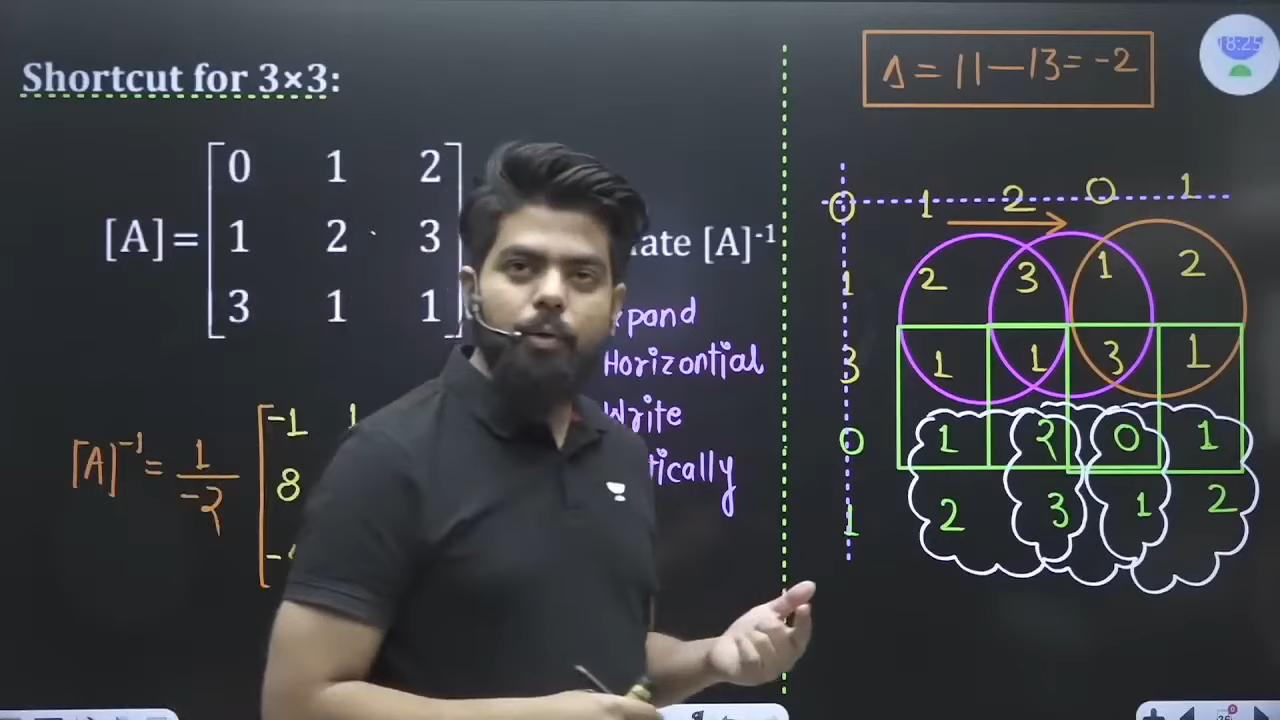 Shortcut for 3×3:
[A] = 0 1 2
1 2 3
3 1 1
ate [A]⁻¹
pand
Horizontial
Write
tically
[A]⁻¹ = 1/-2 [ -1 1
8
Δ = 11 — 13 = -2
18:25
0 1 2 0 1
1 2 3 1 2
3 1 1 3 1
0 1 2 0 1
1 2 3 1 2